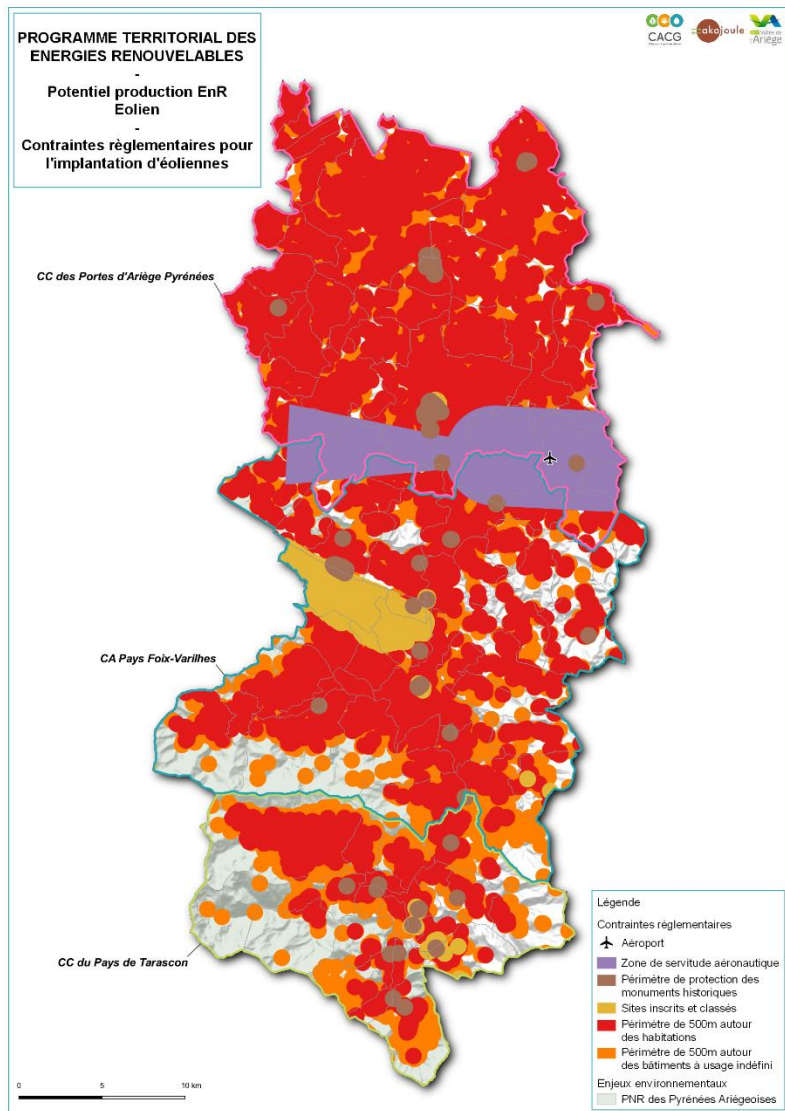 PROGRAMME TERRITORIAL DES
ENERGIES RENOUVELABLES
-
Potentiel production EnR
Eolien
-
Contraintes règlementaires pour
l'implantation d'éoliennes
CACG
akajoule
Ariège
CC des Portes d'Ariège Pyrénées
CA Pays Foix-Varilhes
CC du Pays de Tarascon
0 5 10 km
Légende
Contraintes réglementaires
Aéroport
Zone de servitude aéronautique
Périmètre de protection des
monuments historiques
Sites inscrits et classés
Périmètre de 500m autour
des habitations
Périmètre de 500m autour
des bâtiments à usage indéfini
Enjeux environnementaux
PNR des Pyrénées Ariégeoises